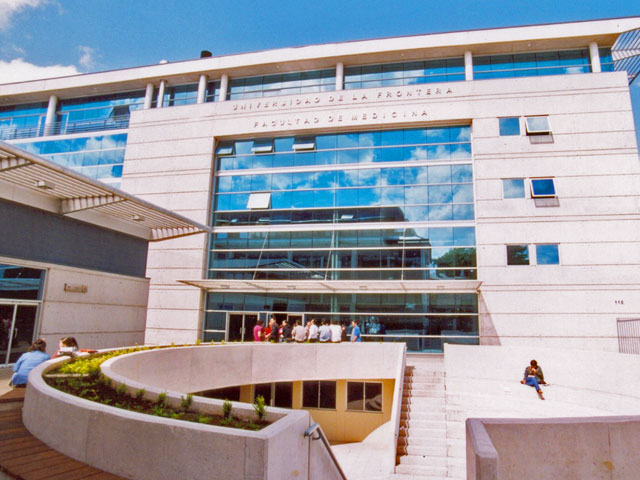 UNIVERSIDAD DE LA FRONTERA
FACULTAD DE MEDICINA